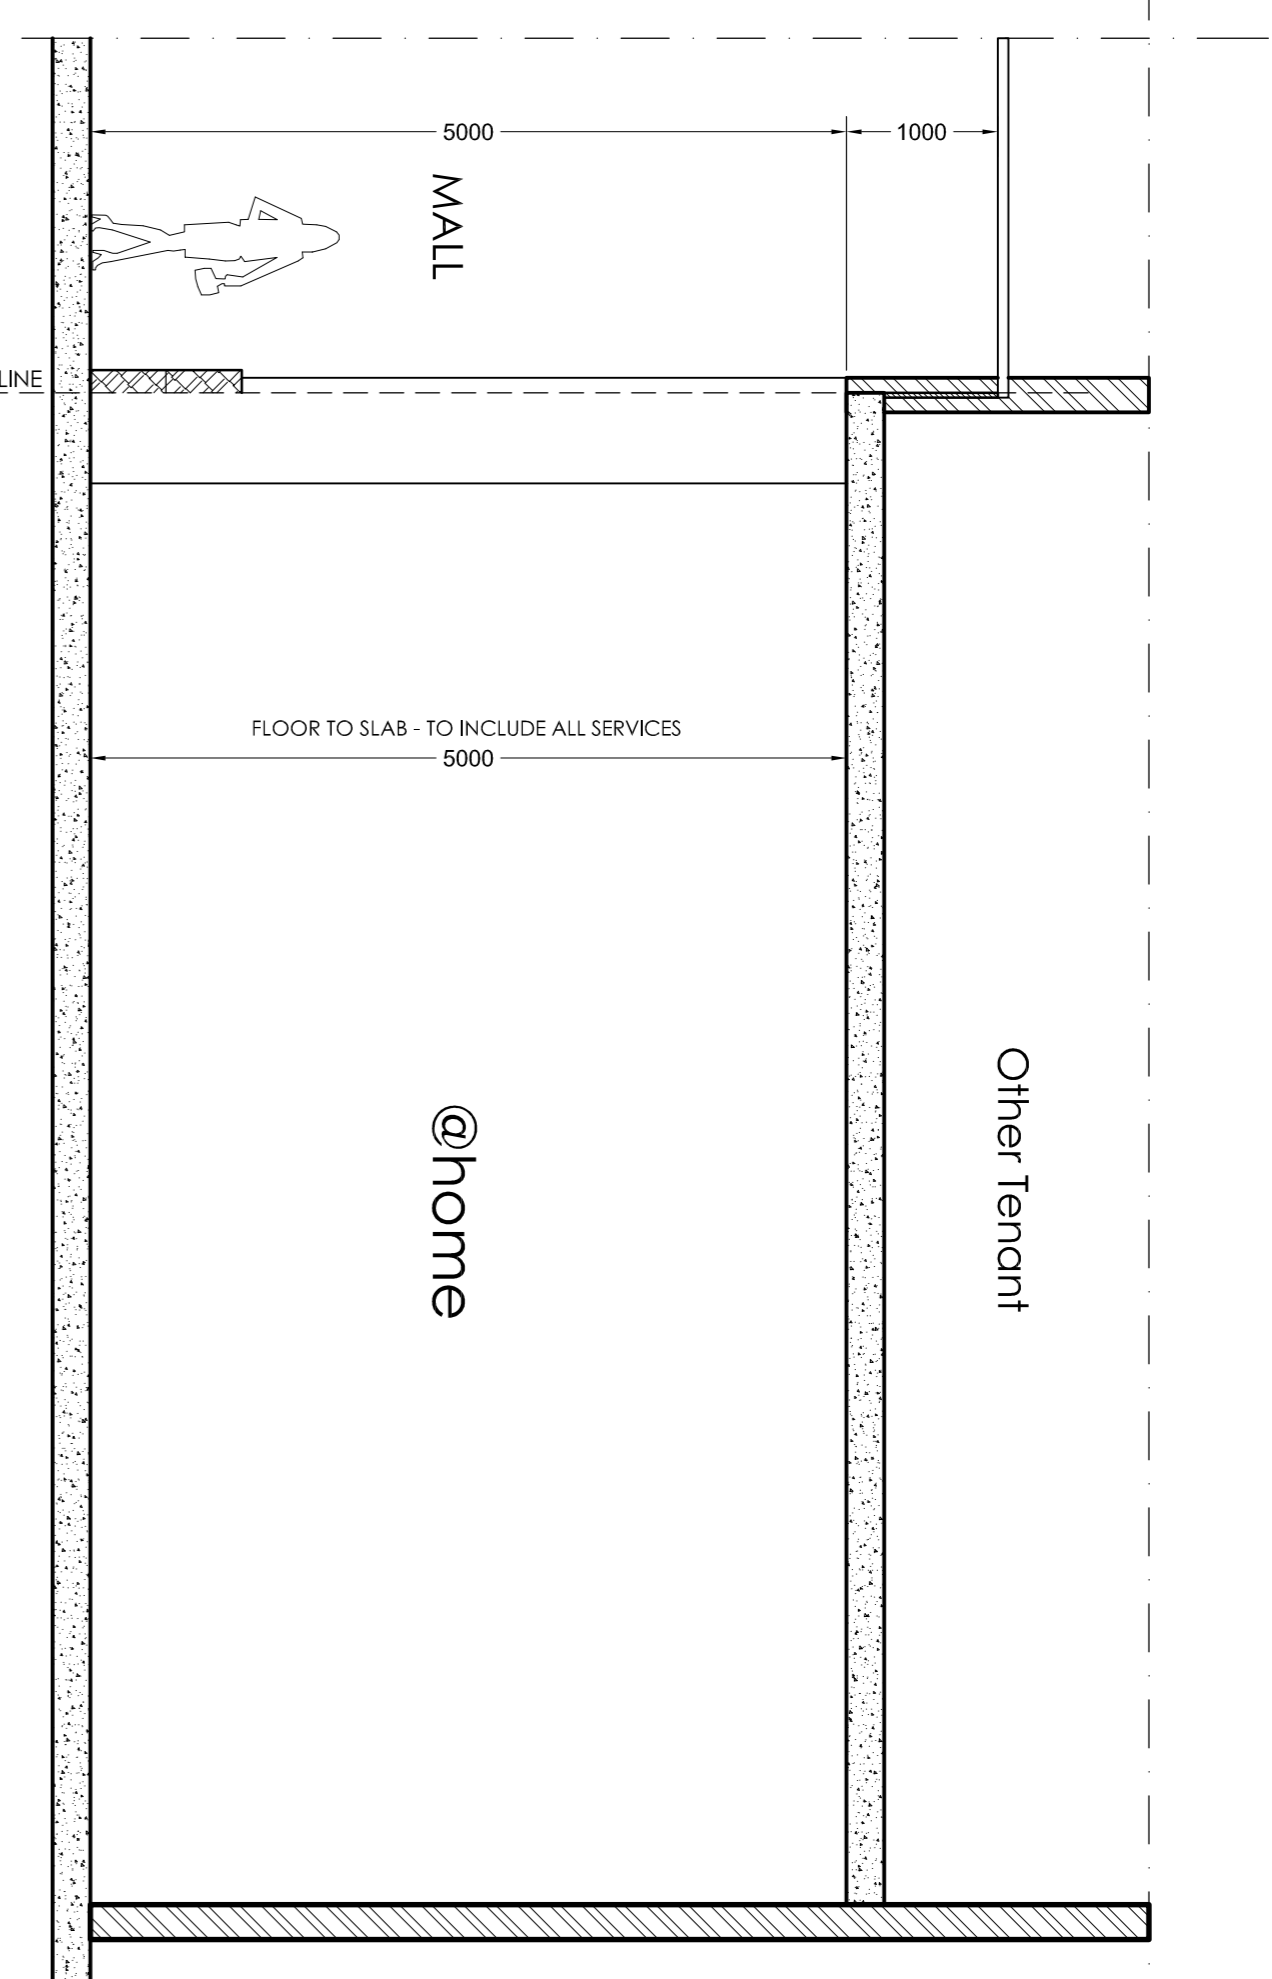 5000
1000
MALL
LINE
FLOOR TO SLAB - TO INCLUDE ALL SERVICES
5000
@home
Other Tenant